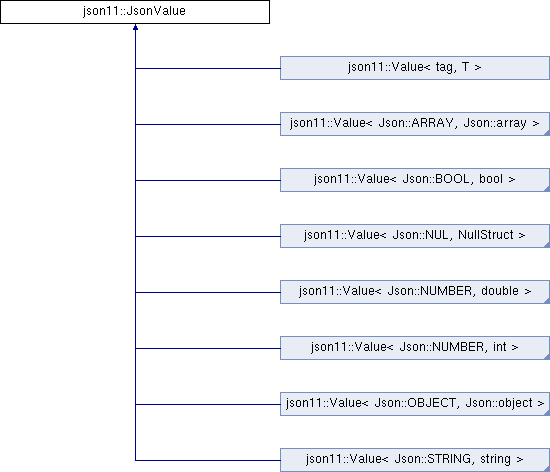 json11::JsonValue
json11::Value< tag, T >
json11::Value< Json::ARRAY, Json::array >
json11::Value< Json::BOOL, bool >
json11::Value< Json::NUL, NullStruct >
json11::Value< Json::NUMBER, double >
json11::Value< Json::NUMBER, int >
json11::Value< Json::OBJECT, Json::object >
json11::Value< Json::STRING, string >